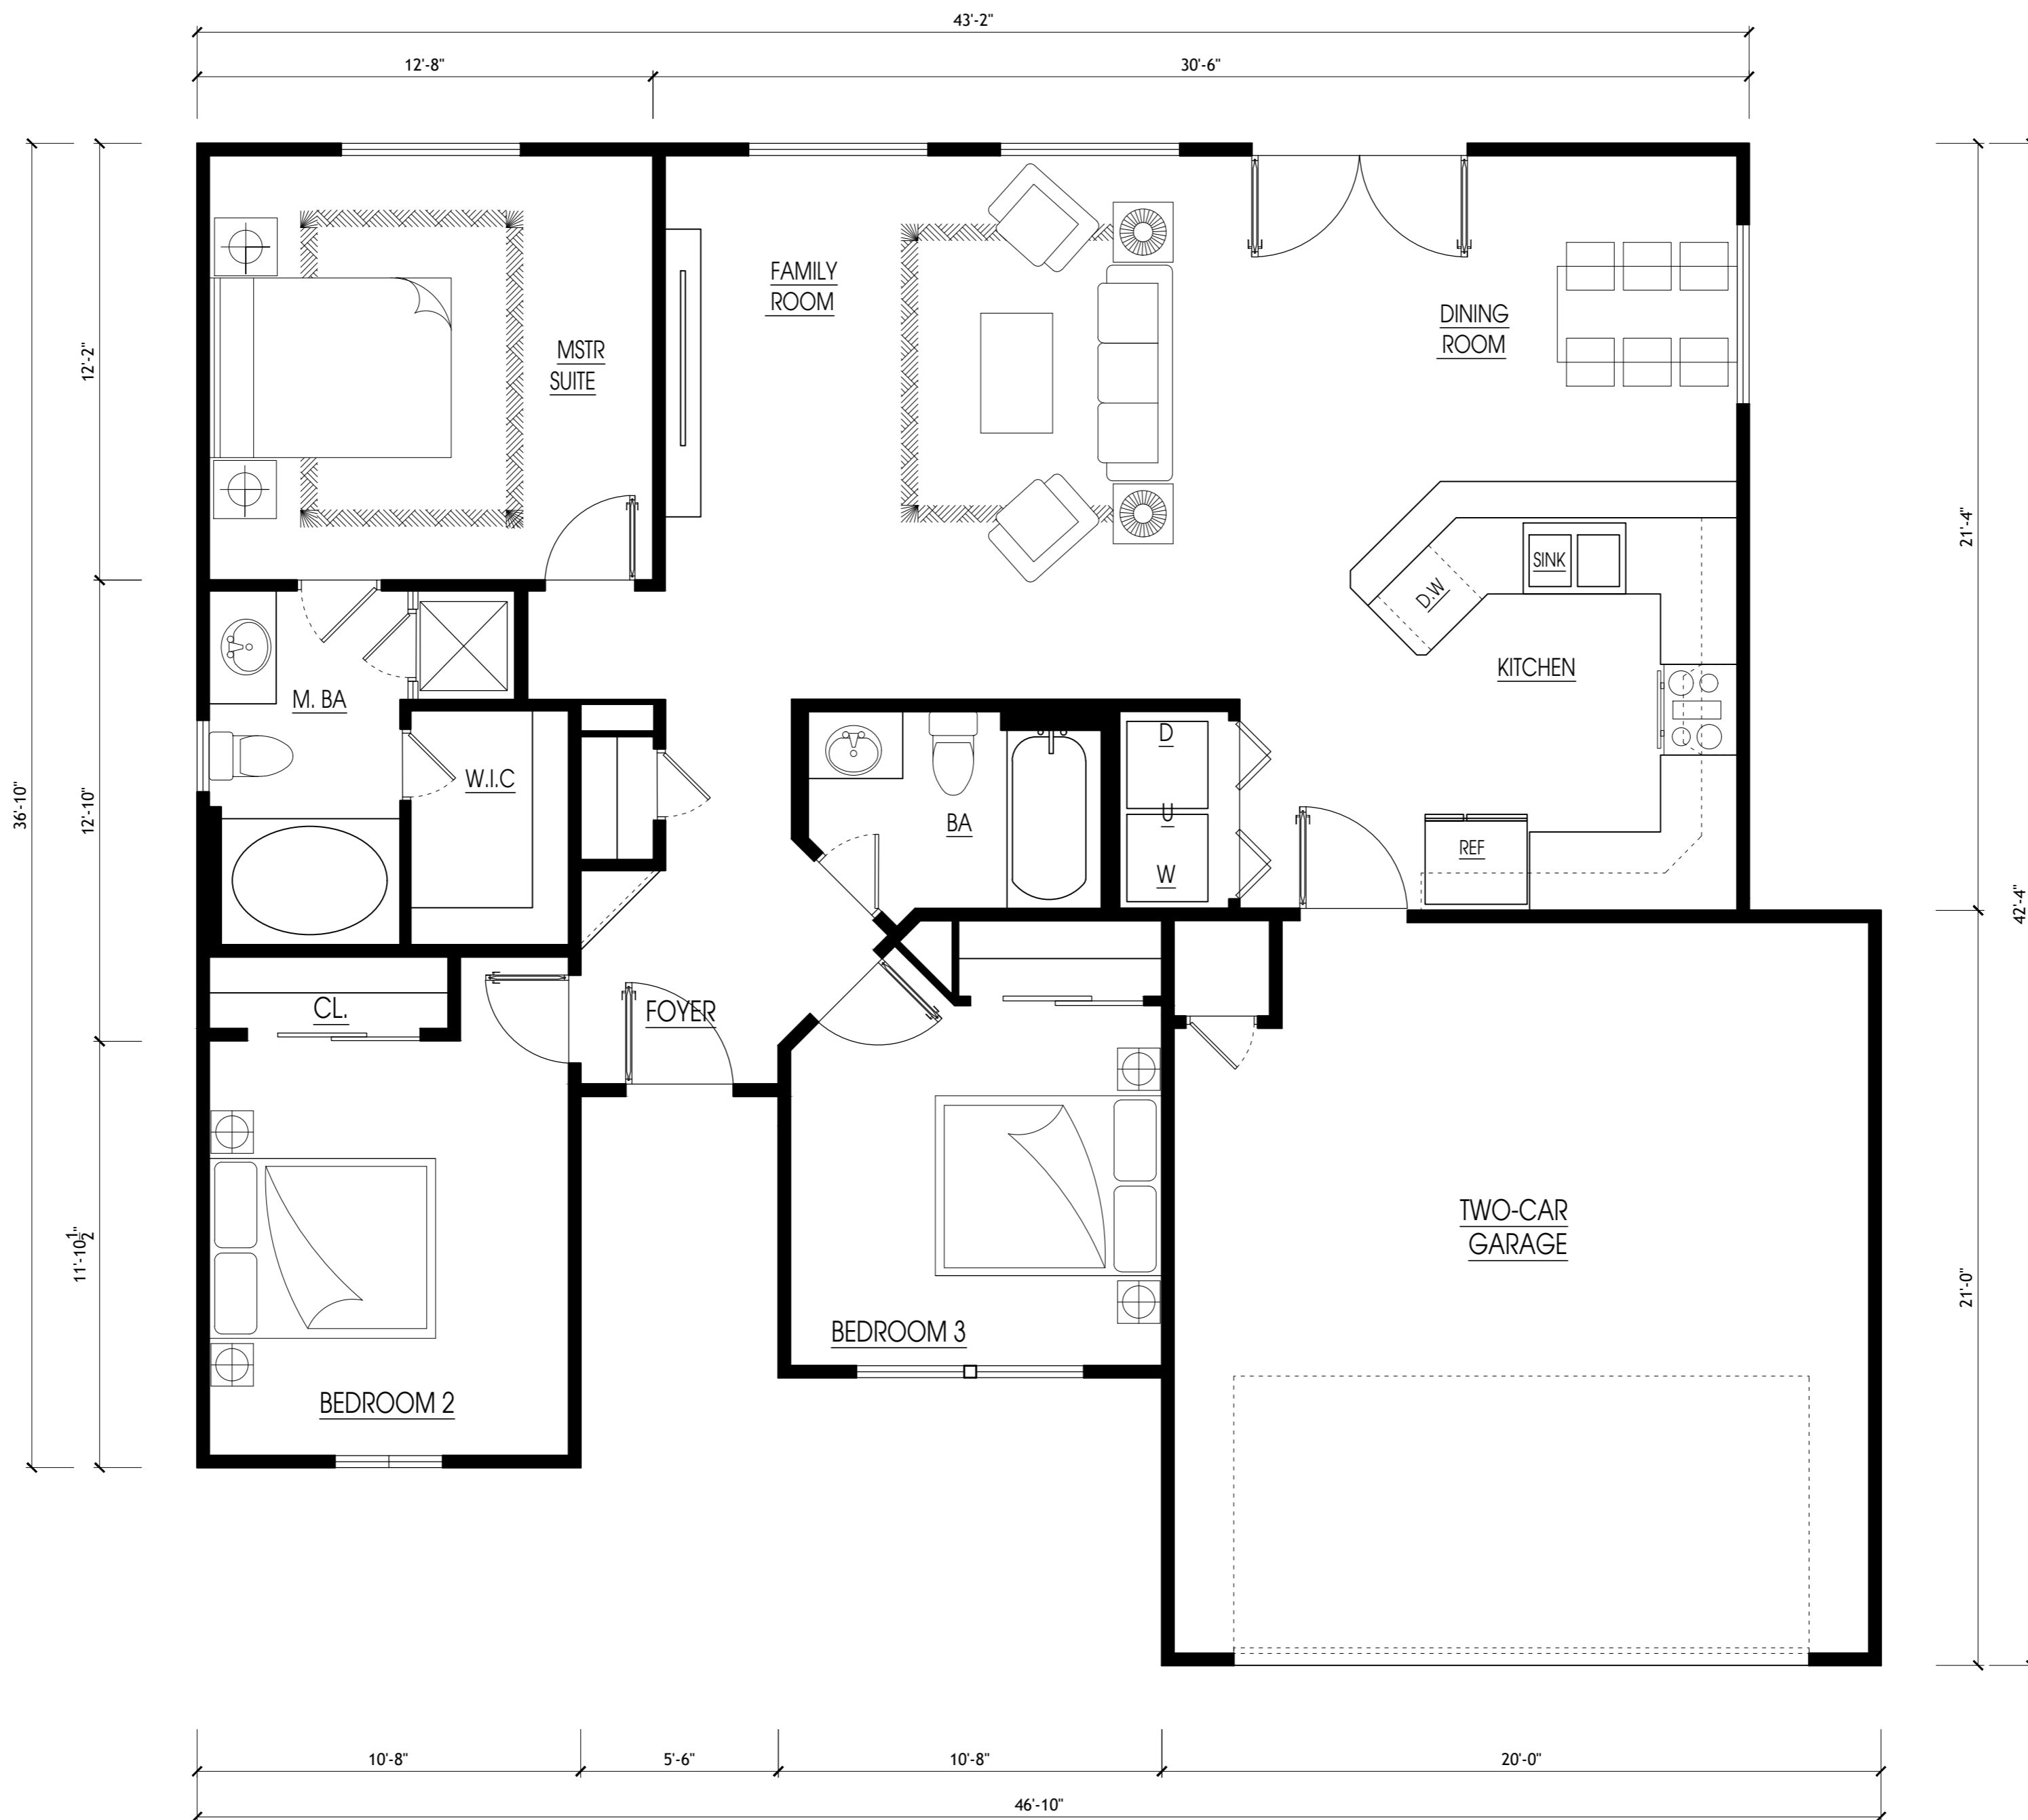 43'-2"
12'-8"
30'-6"
FAMILY
ROOM
DINING
ROOM
MSTR
SUITE
12'-2"
21'-4"
SINK
D.W
KITCHEN
M. BA
D
W.I.C
36'-10"
12'-10"
U
BA
REF
W
42'-4"
CL.
FOYER
TWO-CAR
GARAGE
11'-10 1/2"
21'-0"
BEDROOM 3
BEDROOM 2
10'-8"
5'-6"
10'-8"
20'-0"
46'-10"